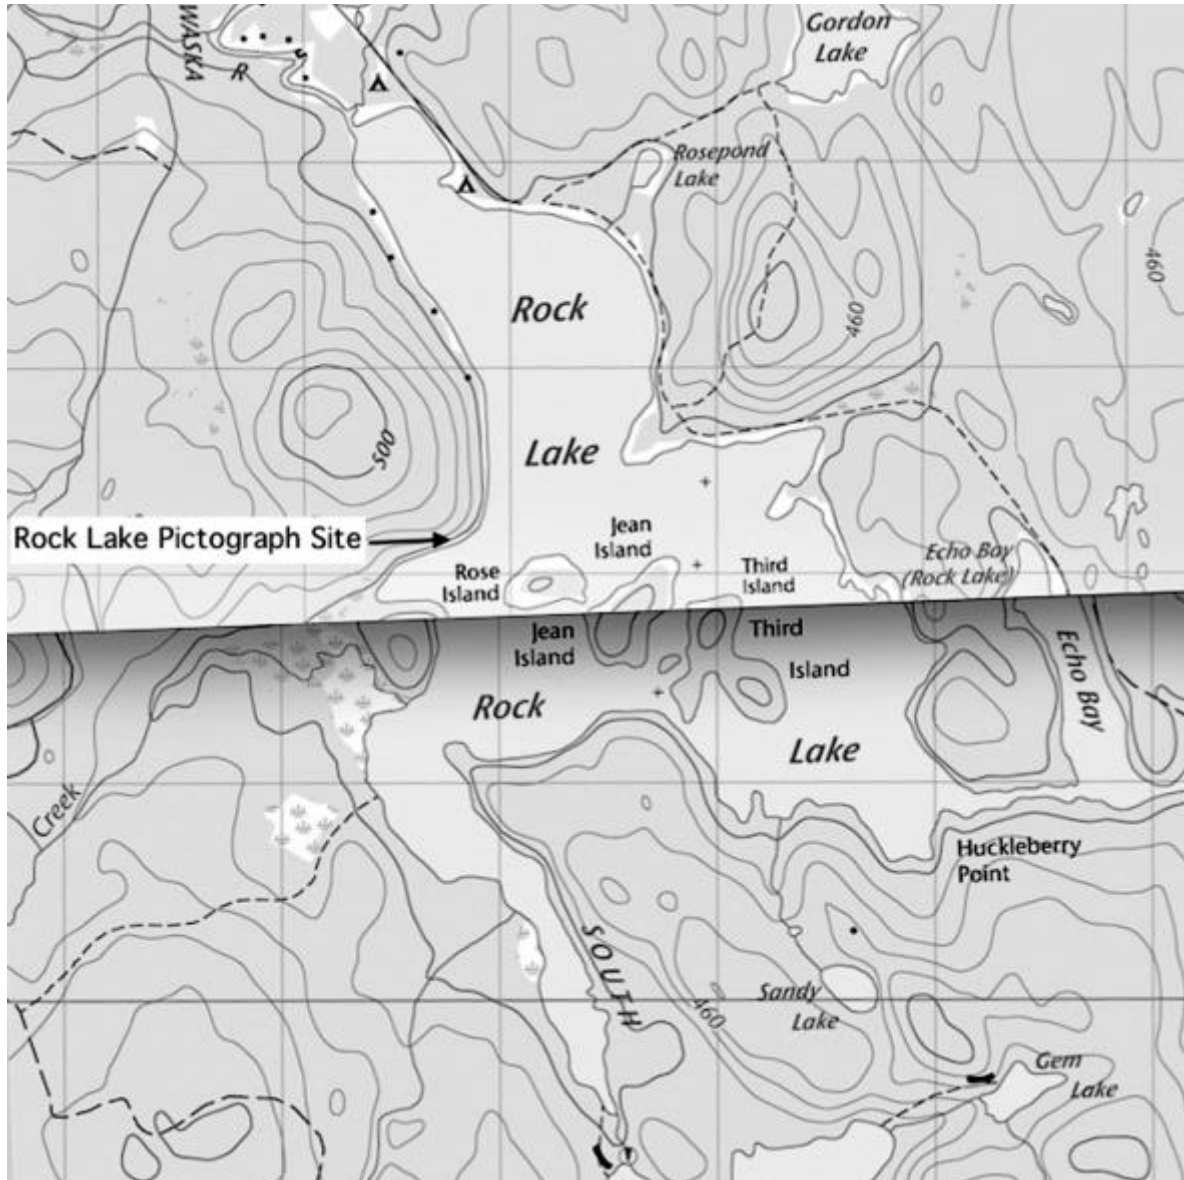 WASKA
R
Gordon
Lake
Rosepond
Lake
Rock
460
460
Lake
500
Rock Lake Pictograph Site
Jean
Island
Rose
Island
Third
Island
Echo Bay
(Rock Lake)
Jean
Island
Third
Island
Echo Bay
Rock
Lake
Creek
Huckleberry
Point
SOUTH
460
Sandy
Lake
Gem
Lake